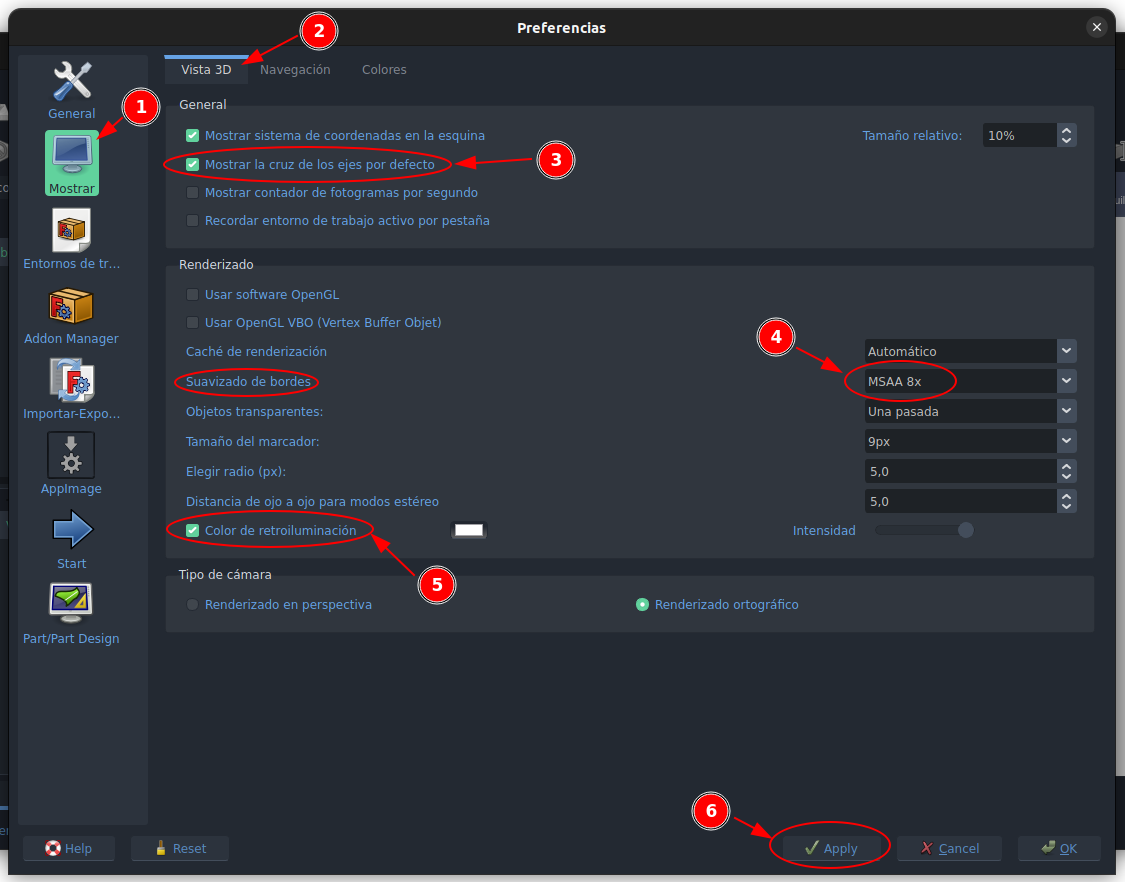 Preferencias
2
1
General
Mostrar
Entornos de tr...
Addon Manager
Importar-Expo...
AppImage
Start
Part/Part Design
Vista 3D Navegación Colores
General
Mostrar sistema de coordenadas en la esquina Tamaño relativo: 10%
Mostrar la cruz de los ejes por defecto 3
Mostrar contador de fotogramas por segundo
Recordar entorno de trabajo activo por pestaña
Renderizado
Usar software OpenGL
Usar OpenGL VBO (Vertex Buffer Objet)
4
Caché de renderización Automático
Suavizado de bordes MSAA 8x
Objetos transparentes: Una pasada
Tamaño del marcador: 9px
Elegir radio (px): 5,0
Distancia de ojo a ojo para modos estéreo 5,0
Color de retroiluminación Intensidad
5
Tipo de cámara
Renderizado en perspectiva Renderizado ortográfico
6
Help Reset Apply Cancel OK